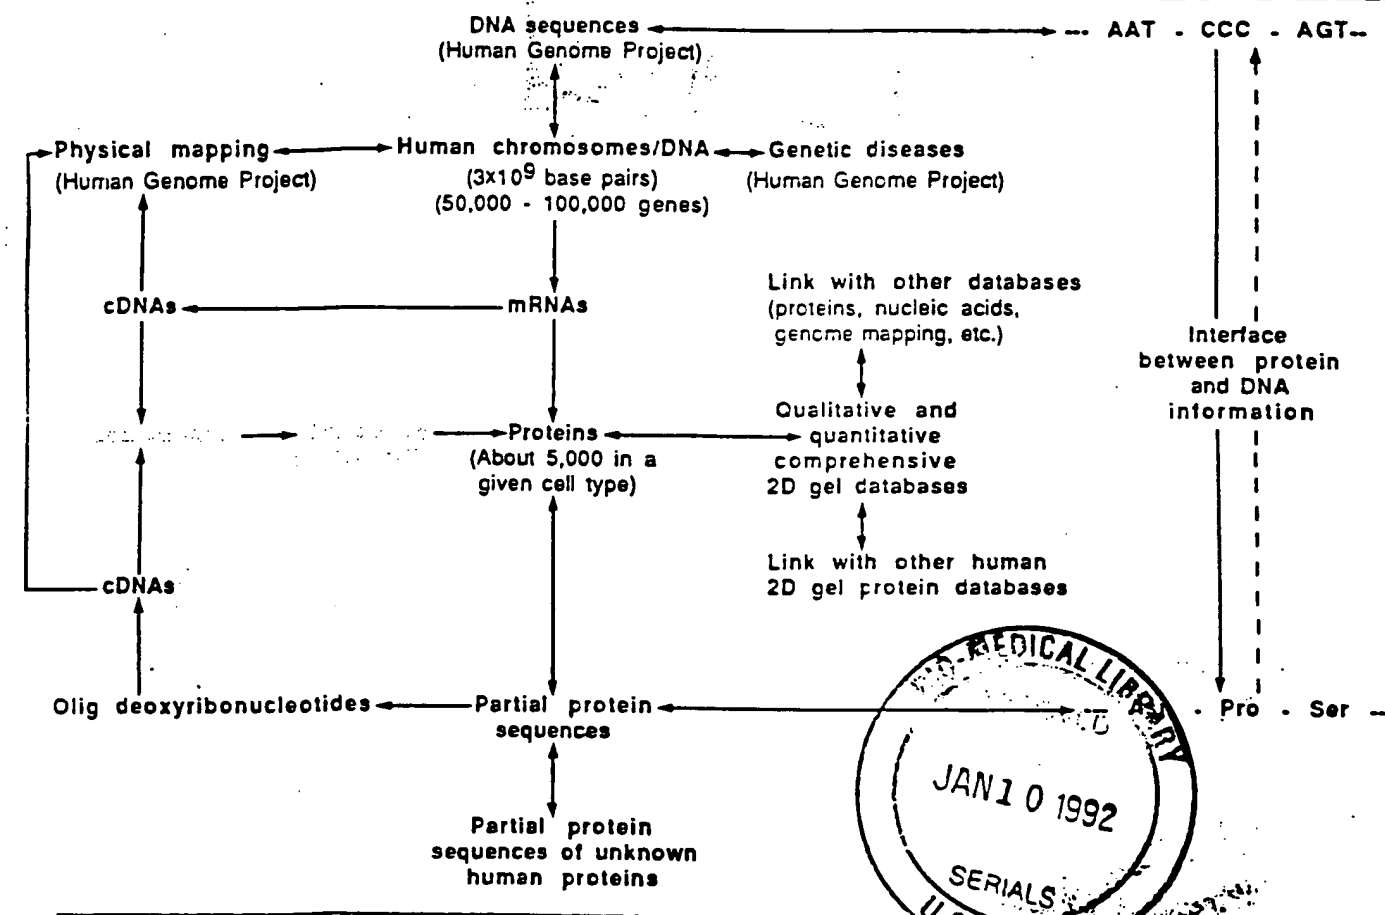 DNA sequences
(Human Genome Project)
--- AAT - CCC - AGT--
Physical mapping
(Human Genome Project)
Human chromosomes/DNA
(3x10⁹ base pairs)
(50,000 - 100,000 genes)
Genetic diseases
(Human Genome Project)
cDNAs
mRNAs
Link with other databases
(proteins, nucleic acids,
genome mapping, etc.)
Interface
between protein
and DNA
information
Proteins
(About 5,000 in a
given cell type)
Qualitative and
quantitative
comprehensive
2D gel databases
Link with other human
2D gel protein databases
cDNAs
Olig deoxyribonucleotides
Partial protein
sequences
- Pro - Ser --
Partial protein
sequences of unknown
human proteins
BIO-MEDICAL LIBRARY
JAN 10 1992
SERIALS